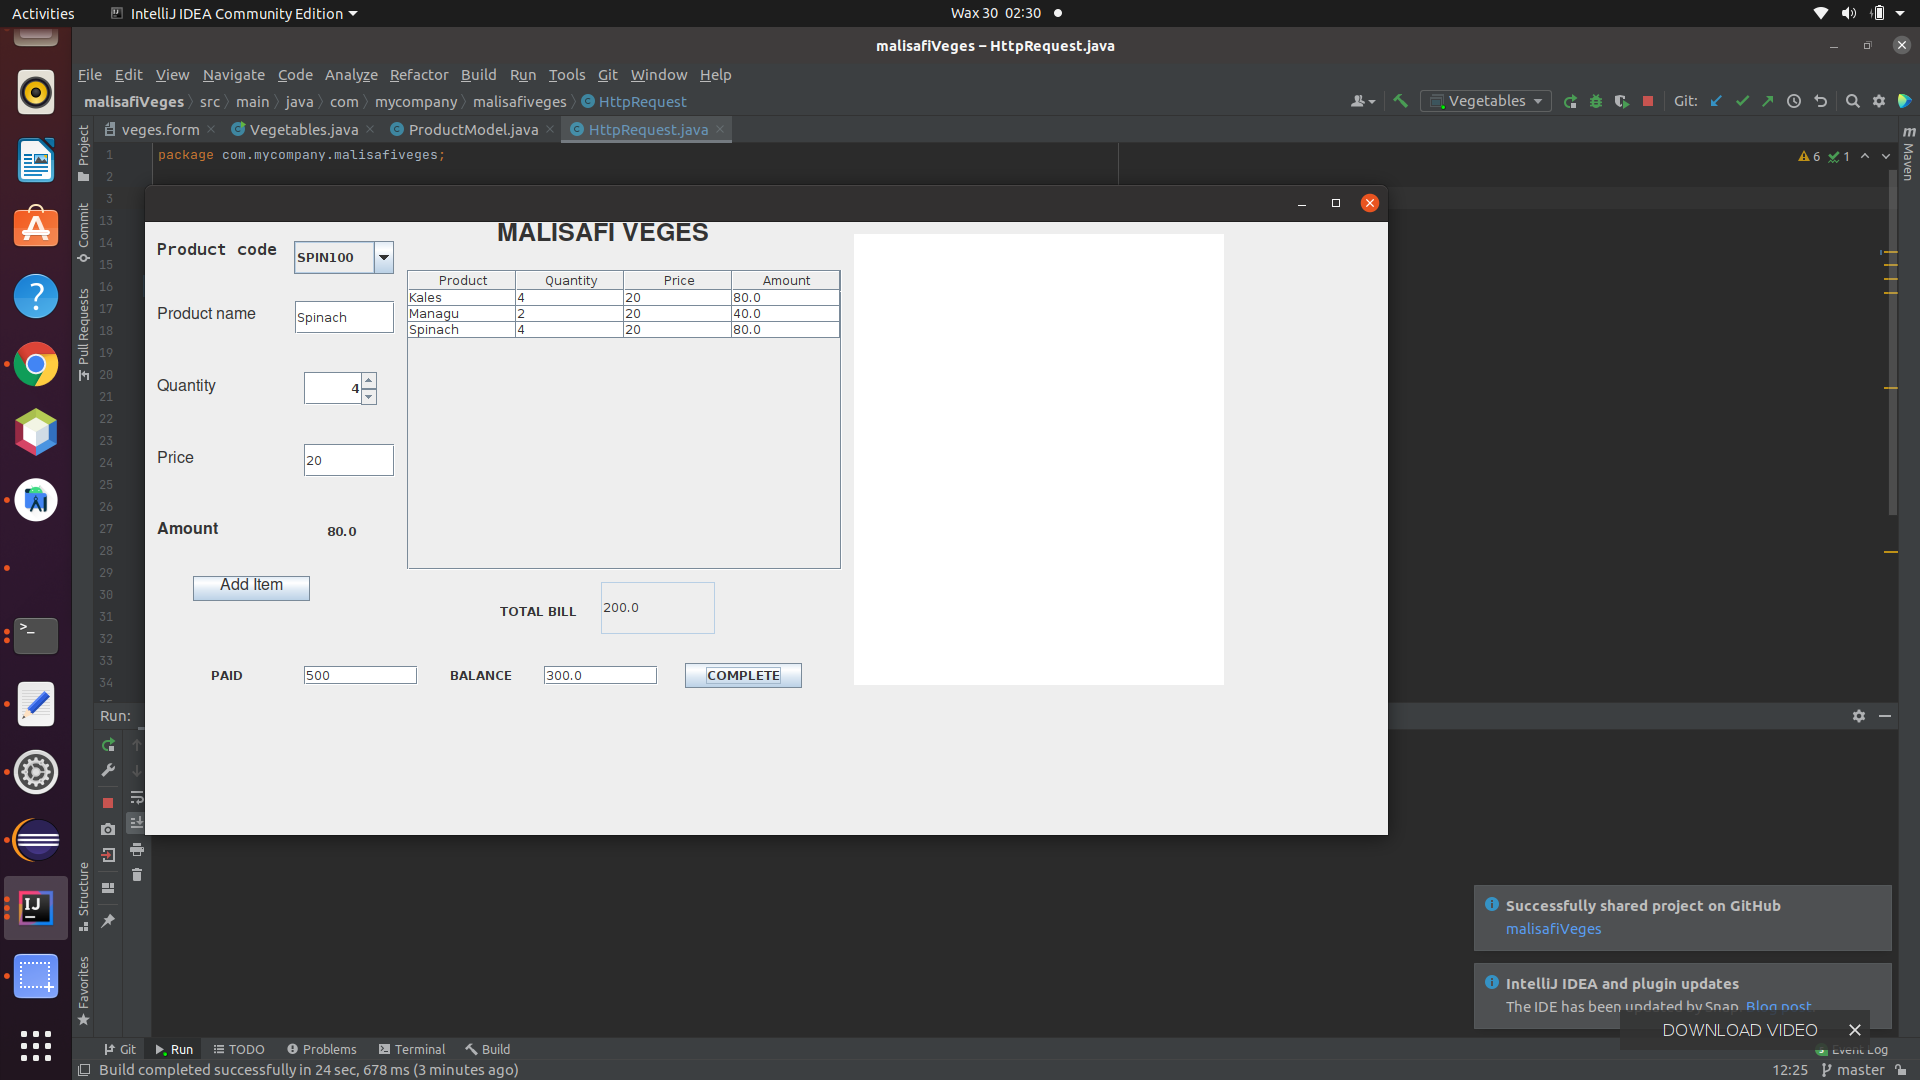 Activities
IntelliJ IDEA Community Edition
Wax 30 02:30
malisafiVeges – HttpRequest.java
File Edit View Navigate Code Analyze Refactor Build Run Tools Git Window Help
malisafiVeges src main java com mycompany malisafiveges HttpRequest
Vegetables
Git:
veges.form Vegetables.java ProductModel.java HttpRequest.java
1 package com.mycompany.malisafiveges;
6 1
2
3
13
14
15
16
17
18
19
20
21
22
23
24
25
26
27
28
29
30
31
32
33
34
Project
Commit
Pull Requests
Structure
Favorites
m Maven
MALISAFI VEGES
Product code SPIN100
Product name Spinach
Quantity 4
Price 20
Amount 80.0
Add Item
Product Quantity Price Amount
Kales 4 20 80.0
Managu 2 20 40.0
Spinach 4 20 80.0
TOTAL BILL 200.0
PAID 500 BALANCE 300.0 COMPLETE
Run:
Successfully shared project on GitHub
malisafiVeges
IntelliJ IDEA and plugin updates
The IDE has been updated by Snap. Blog post.
DOWNLOAD VIDEO
Git Run TODO Problems Terminal Build
Event Log
Build completed successfully in 24 sec, 678 ms (3 minutes ago)
12:25 master